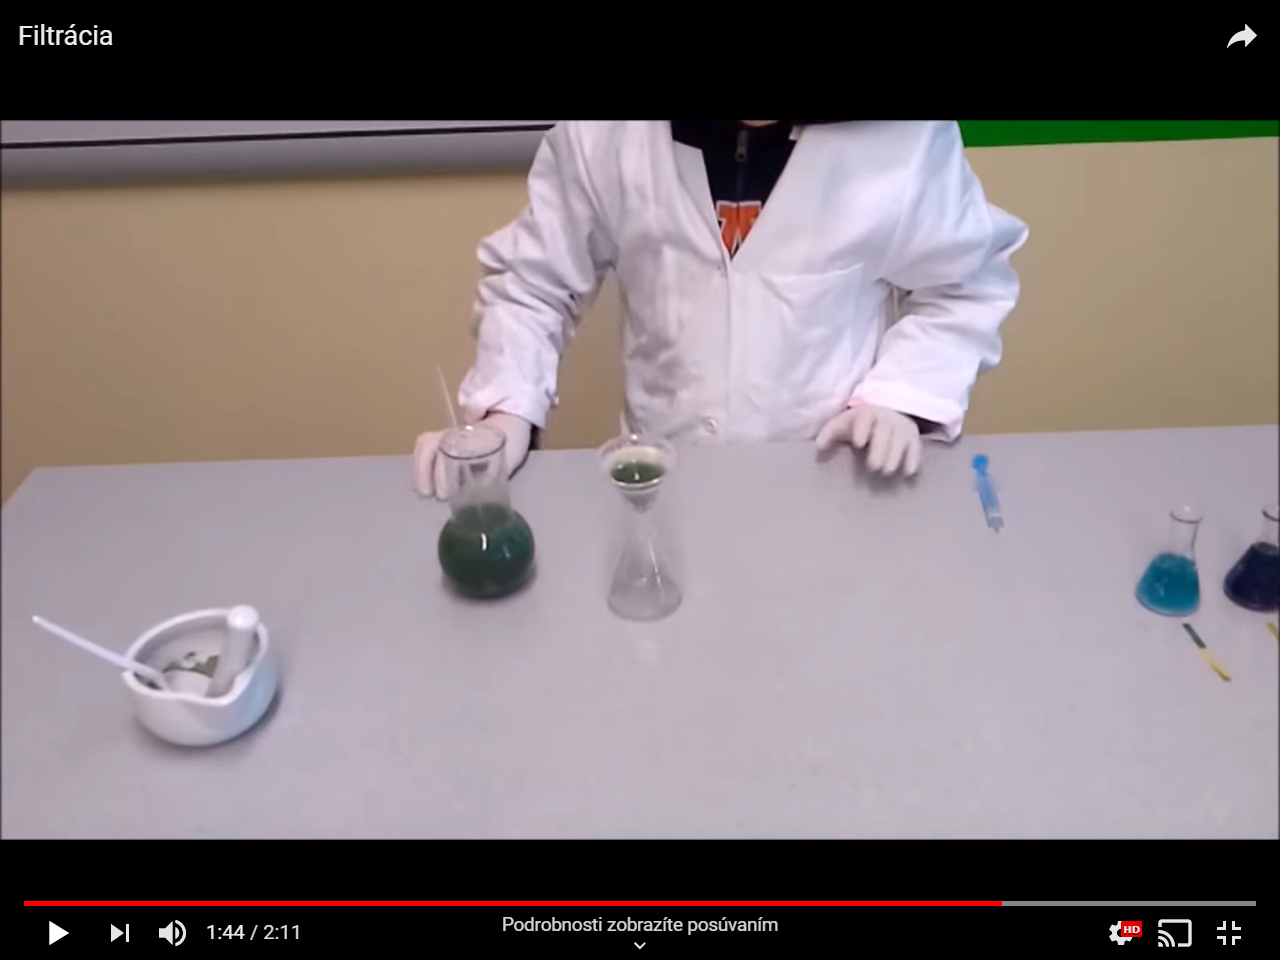 Filtrácia
W
1:44 / 2:11
Podrobnosti zobrazíte posúvaním
HD